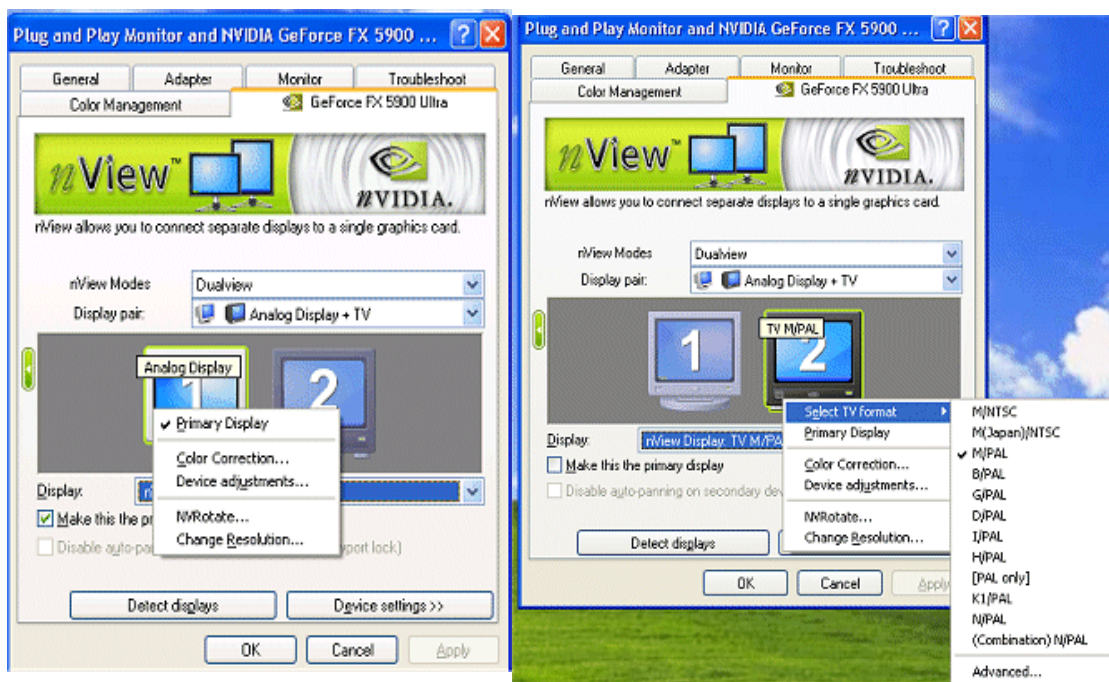 Plug and Play Monitor and NVIDIA GeForce FX 5900 ...
General Adapter Monitor Troubleshoot
Color Management GeForce FX 5900 Ultra
nView™
nVIDIA.
nView allows you to connect separate displays to a single graphics card.
nView Modes Dualview
Display pair: Analog Display + TV
Analog Display
1 2
Primary Display
Color Correction...
Device adjustments...
NVRotate...
Change Resolution...
Display:
Make this the pr
Disable auto-pa port lock)
Detect displays Device settings >>
OK Cancel Apply
Plug and Play Monitor and NVIDIA GeForce FX 5900 ...
General Adapter Monitor Troubleshoot
Color Management GeForce FX 5900 Ultra
nView™
nVIDIA.
nView allows you to connect separate displays to a single graphics card.
nView Modes Dualview
Display pair: Analog Display + TV
TV M/PAL
1 2
Display: nView Display: TV M/PA
Make this the primary display
Disable auto-panning on secondary dev
Detect displays
OK Cancel Apply
Select TV Format
Primary Display
Color Correction...
Device adjustments...
NVRotate...
Change Resolution...
M/NTSC
M(Japan)/NTSC
M/PAL
B/PAL
G/PAL
D/PAL
I/PAL
H/PAL
[PAL only]
K1/PAL
N/PAL
(Combination) N/PAL
Advanced...